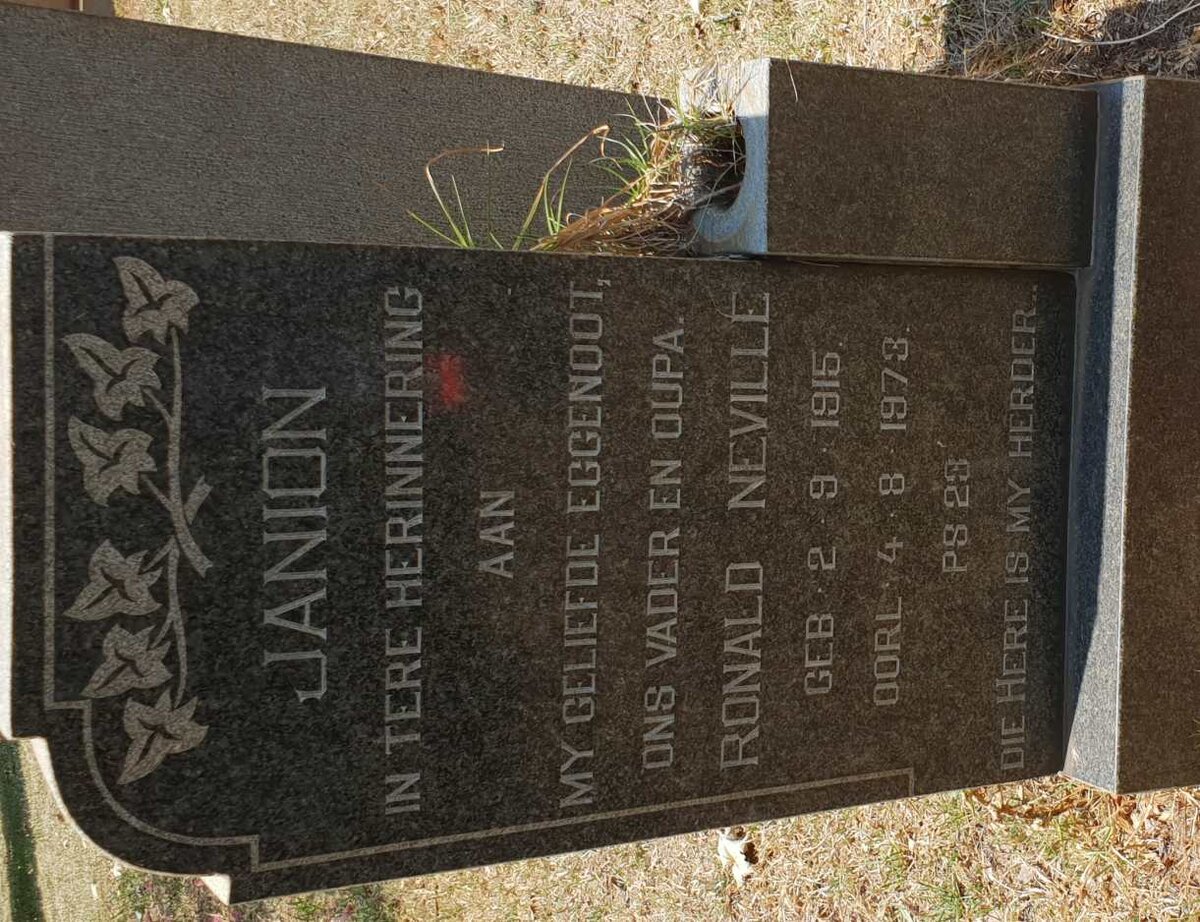 JANION
IN TERE HERINNERING
AAN
MY GELIEFDE EGGENOOT,
ONS VADER EN OUPA.
RONALD NEVILLE
GEB · 2 · 9 · 1915.
OORL · 4 · 8 · 1973.
PS 23
DIE HERE IS MY HERDER...